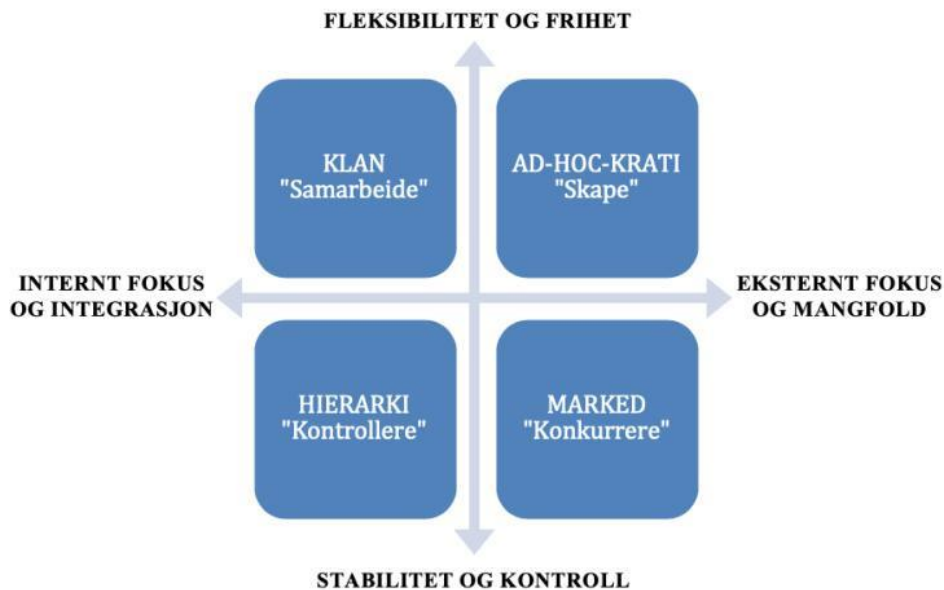 FLEKSIBILITET OG FRIHET
KLAN
"Samarbeide"
AD-HOC-KRATI
"Skape"
INTERNT FOKUS
OG INTEGRASJON
EKSTERNT FOKUS
OG MANGFOLD
HIERARKI
"Kontrollere"
MARKED
"Konkurrere"
STABILITET OG KONTROLL